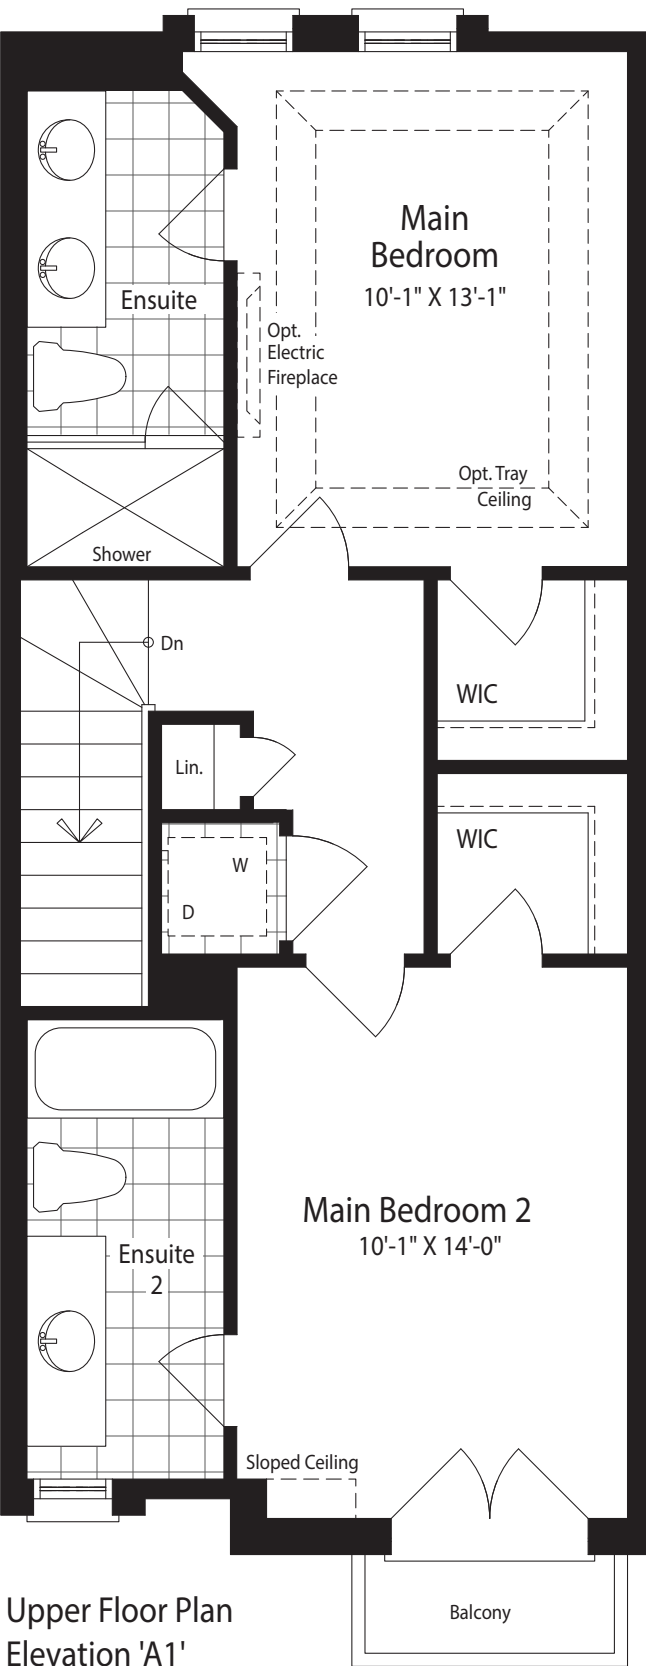 Main
Bedroom
10'-1" X 13'-1"
Ensuite
Opt.
Electric
Fireplace
Opt. Tray
Ceiling
Shower
Dn
WIC
Lin.
WIC
W
D
Main Bedroom 2
10'-1" X 14'-0"
Ensuite
2
Sloped Ceiling
Balcony
Upper Floor Plan
Elevation 'A1'